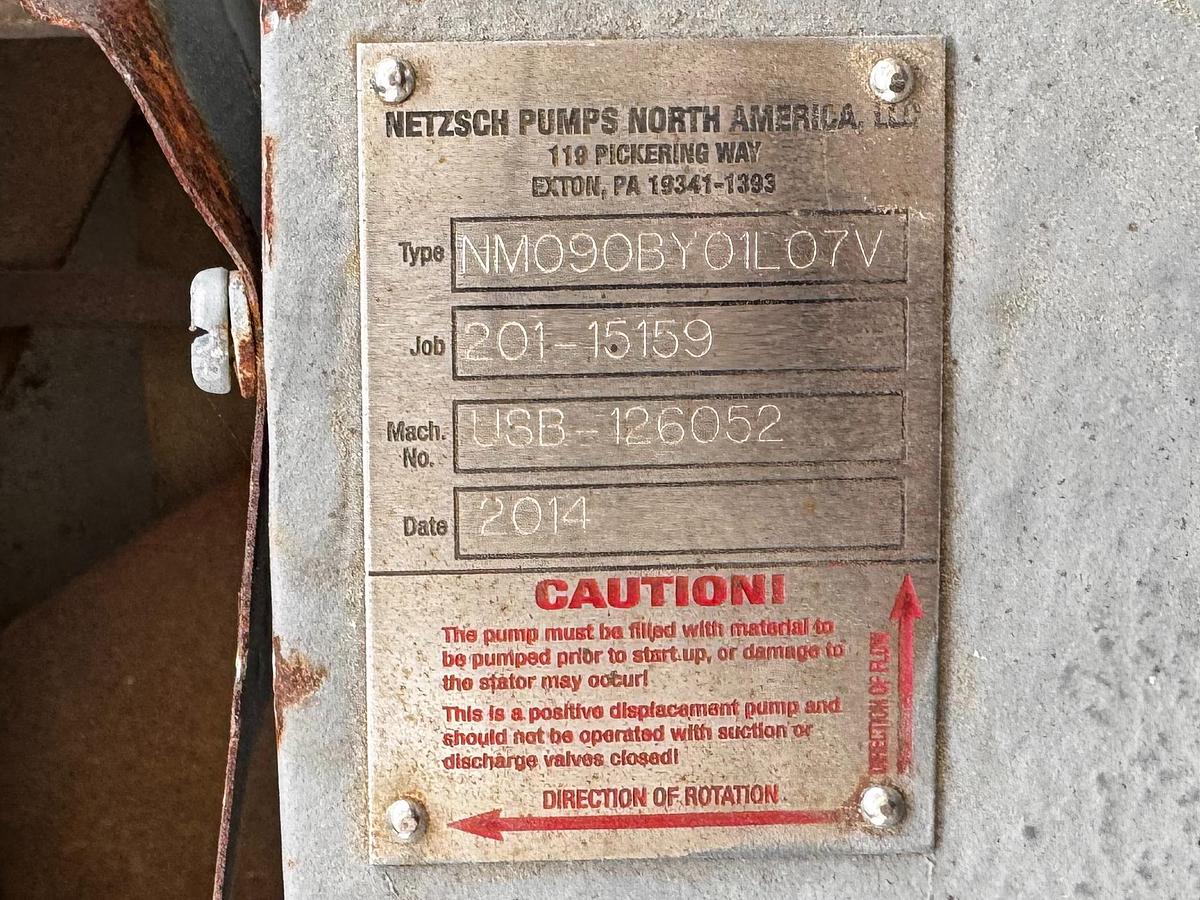 NETZSCH PUMPS NORTH AMERICA, LLC
119 PICKERING WAY
EXTON, PA 19341-1393
Type NM090BY01L07V
Job 201-15159
Mach. No. USB-126052
Date 2014
CAUTION!
The pump must be filled with material to
be pumped prior to start.up, or damage to
the stator may occur!
This is a positive displacement pump and
should not be operated with suction or
discharge valves closed!
DIRECTION OF FLOW
DIRECTION OF ROTATION